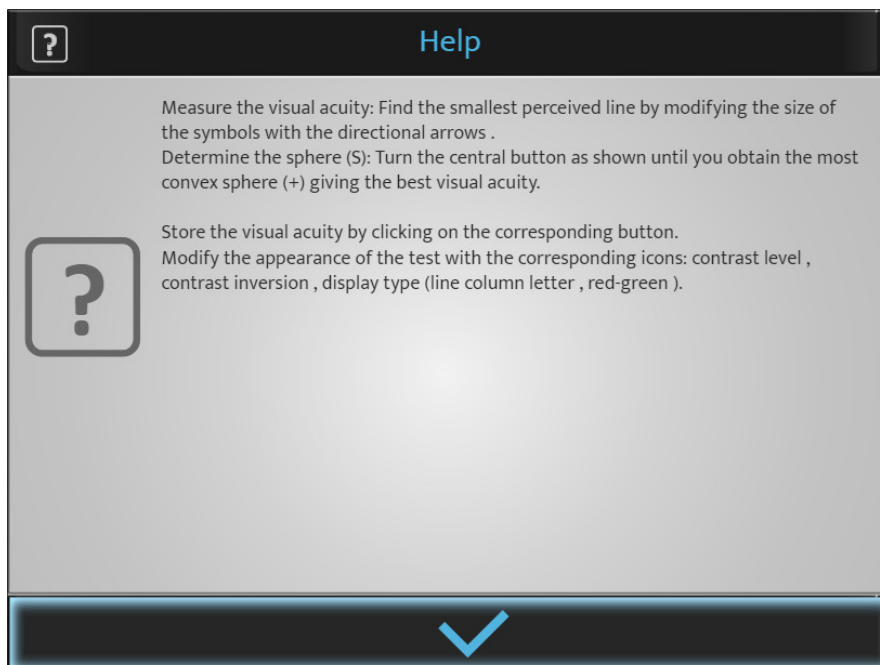 ?
Help
Measure the visual acuity: Find the smallest perceived line by modifying the size of
the symbols with the directional arrows .
Determine the sphere (S): Turn the central button as shown until you obtain the most
convex sphere (+) giving the best visual acuity.
Store the visual acuity by clicking on the corresponding button.
Modify the appearance of the test with the corresponding icons: contrast level ,
contrast inversion , display type (line column letter , red-green ).
?